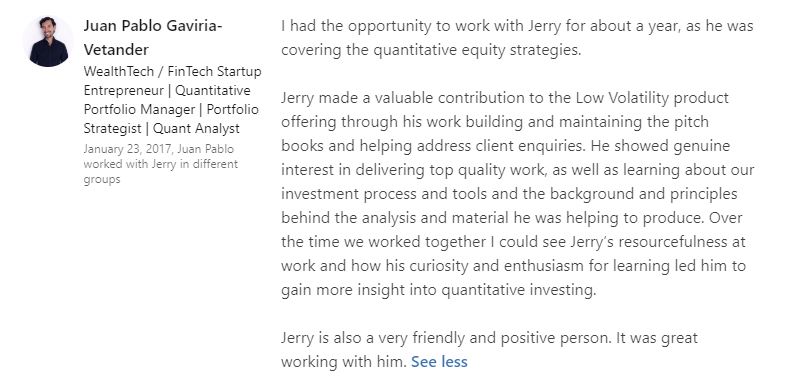 Juan Pablo Gaviria-
Vetander
WealthTech / FinTech Startup
Entrepreneur | Quantitative
Portfolio Manager | Portfolio
Strategist | Quant Analyst
January 23, 2017, Juan Pablo
worked with Jerry in different
groups
I had the opportunity to work with Jerry for about a year, as he was
covering the quantitative equity strategies.
Jerry made a valuable contribution to the Low Volatility product
offering through his work building and maintaining the pitch
books and helping address client enquiries. He showed genuine
interest in delivering top quality work, as well as learning about our
investment process and tools and the background and principles
behind the analysis and material he was helping to produce. Over
the time we worked together I could see Jerry’s resourcefulness at
work and how his curiosity and enthusiasm for learning led him to
gain more insight into quantitative investing.
Jerry is also a very friendly and positive person. It was great
working with him. See less